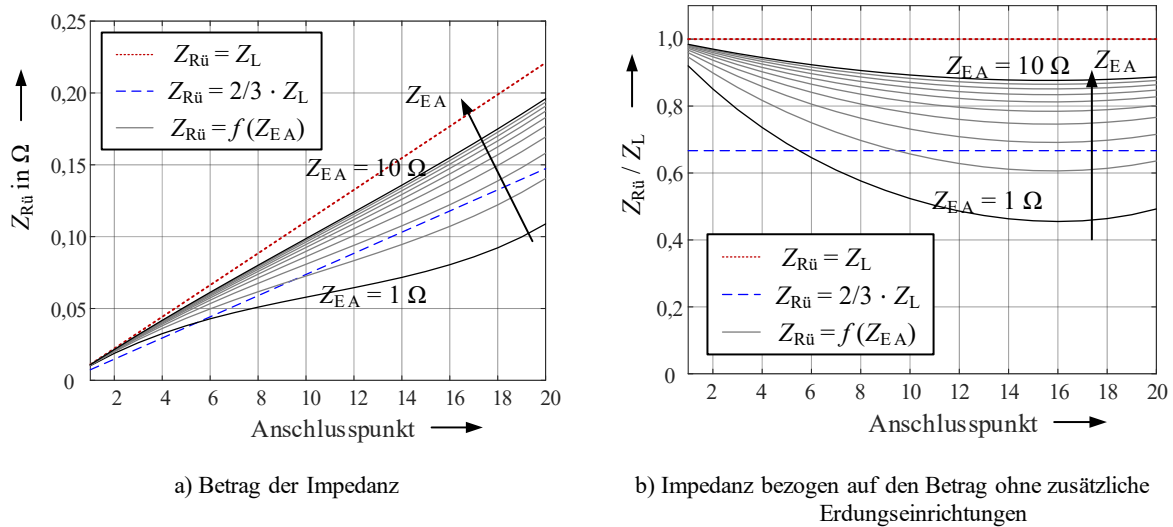 0,25
0,20
0,15
0,10
0,05
0
Z_Rü in Ω
Z_Rü = Z_L
Z_Rü = 2/3 · Z_L
Z_Rü = f (Z_EA)
Z_EA
Z_EA = 10 Ω
Z_EA = 1 Ω
2 4 6 8 10 12 14 16 18 20
Anschlusspunkt
a) Betrag der Impedanz
1,0
0,8
0,6
0,4
0,2
0
Z_Rü / Z_L
Z_EA = 10 Ω
Z_EA
Z_EA = 1 Ω
Z_Rü = Z_L
Z_Rü = 2/3 · Z_L
Z_Rü = f (Z_EA)
2 4 6 8 10 12 14 16 18 20
Anschlusspunkt
b) Impedanz bezogen auf den Betrag ohne zusätzliche
Erdungseinrichtungen